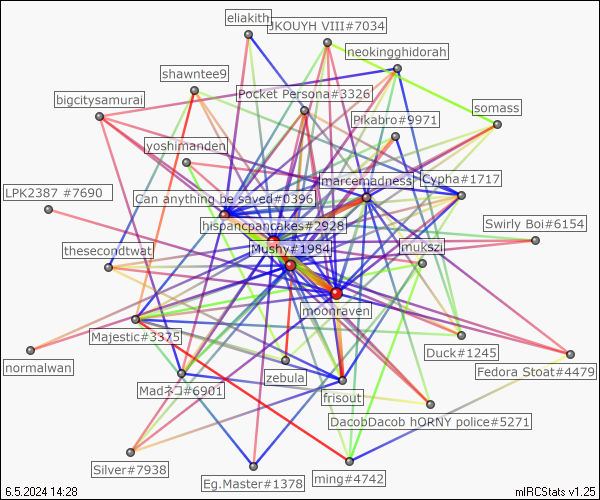 eliakith
JKOUYH VIII#7034
neokingghidorah
shawntee9
Pocket Persona#3326
bigcitysamurai
somass
Pikabro#9971
yoshimanden
marcemadness
Cypha#1717
LPK2387 #7690
Can anything be saved#0396
hispancpancakes#2928
Swirly Boi#6154
Mushy#1984
mukszi
thesecondtwat
moonraven
Majestic#3375
Duck#1245
normalwan
zebula
Fedora Stoat#4479
Madネコ#6901
frisout
DacobDacob hORNY police#5271
Silver#7938
Eg.Master#1378
ming#4742
6.5.2024 14:28
mIRCStats v1.25